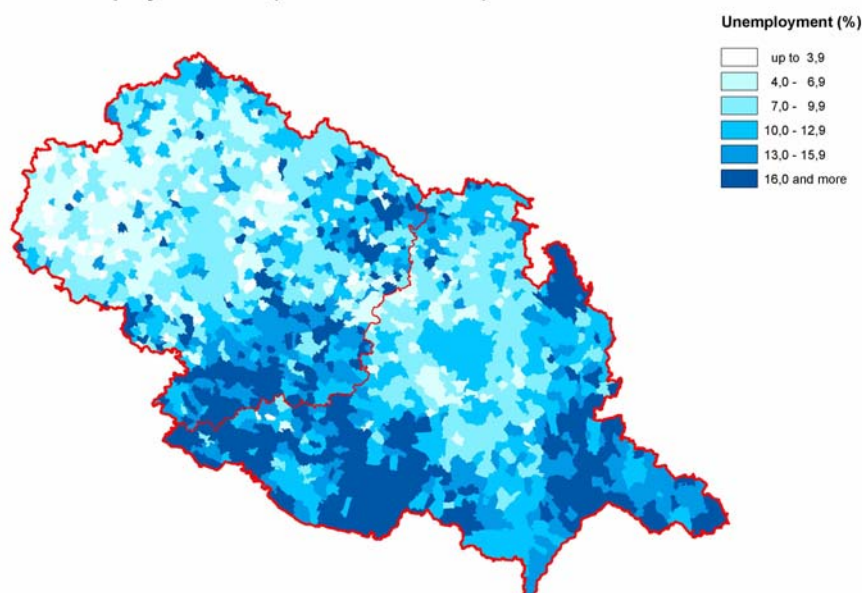 Unemployment (%)
up to 3,9
4,0 - 6,9
7,0 - 9,9
10,0 - 12,9
13,0 - 15,9
16,0 and more